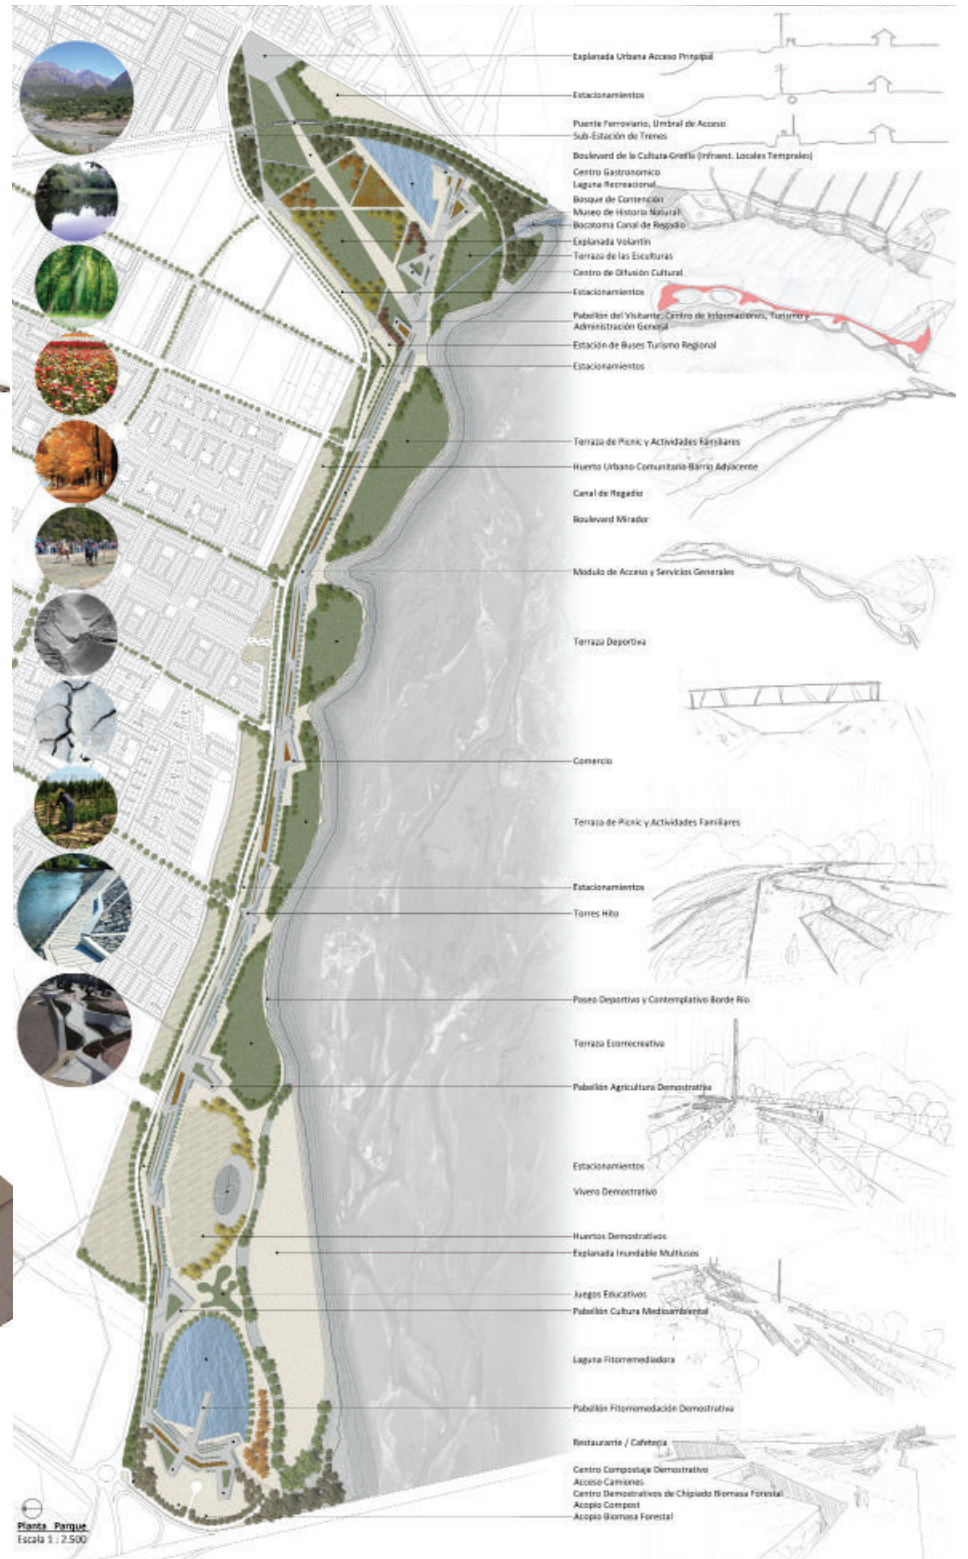 Explanada Urbana Acceso Principal
Estacionamientos
Puente Ferroviario, Umbral de Acceso
Sub-Estación de Trenes
Boulevard de la Cultura Criolla (Infraest. Locales Temprales)
Centro Gastronomico
Laguna Recreacional
Bosque de Contención
Museo de Historia Natural
Bocatoma Canal de Regadio
Explanada Volantín
Terraza de las Esculturas
Centro de Difusión Cultural
Estacionamientos
Pabellón del Visitante: Centro de Informaciones, Turismo y
Administración General
Estación de Buses Turismo Regional
Estacionamientos
Terraza de Picnic y Actividades Familiares
Huerto Urbano Comunitario Barrio Adyacente
Canal de Regadio
Boulevard Mirador
Modulo de Acceso y Servicios Generales
Terraza Deportiva
Comercio
Terraza de Picnic y Actividades Familiares
Estacionamientos
Torres Hito
Paseo Deportivo y Contemplativo Borde Río
Terraza Ecorrecreativa
Pabellón Agricultura Demostrativa
Estacionamientos
Vivero Demostrativo
Huertos Demostrativos
Explanada Inundable Multiusos
Juegos Educativos
Pabellón Cultura Medioambiental
Laguna Fitorremediadora
Pabellón Fitorremedación Demostrativa
Restaurante / Cafetería
Centro Compostaje Demostrativo
Acceso Camiones
Centro Demostrativos de Chipiado Biomasa Forestal
Acopio Compost
Acopio Biomasa Forestal
Planta Parque
Escala 1 : 2.500